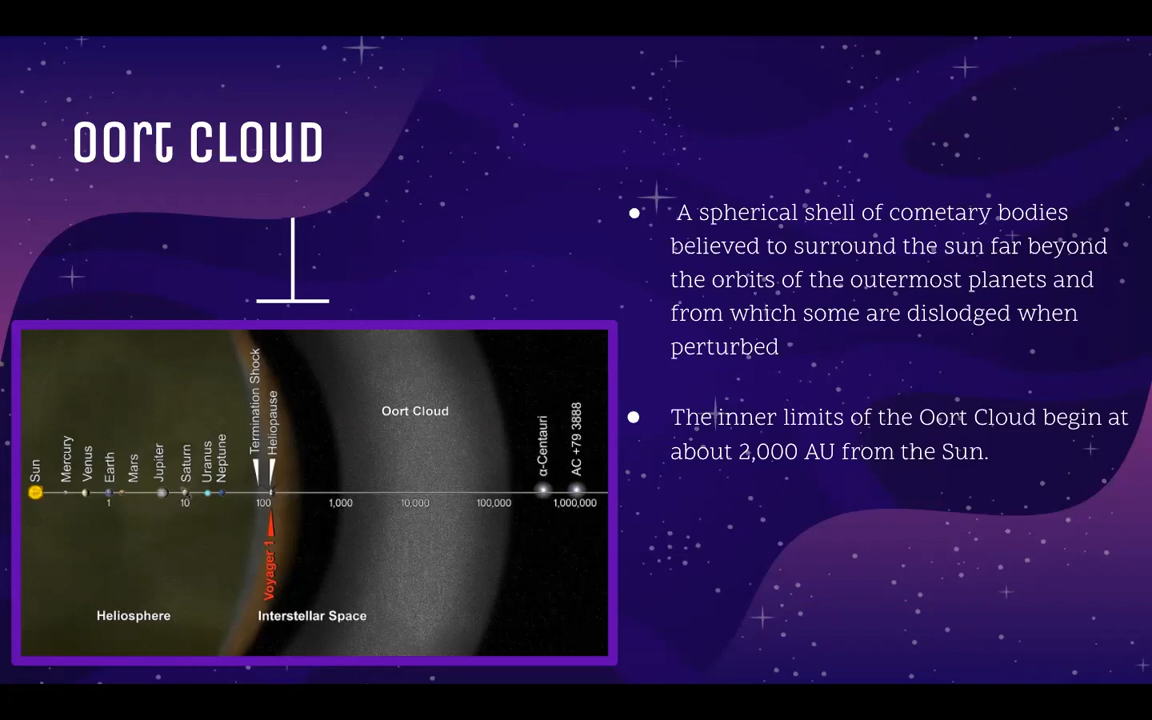 Oort Cloud
A spherical shell of cometary bodies
believed to surround the sun far beyond
the orbits of the outermost planets and
from which some are dislodged when
perturbed
The inner limits of the Oort Cloud begin at
about 2,000 AU from the Sun.
Sun
Mercury
Venus
Earth
Mars
Jupiter
Saturn
Uranus
Neptune
Termination Shock
Heliopause
Oort Cloud
α-Centauri
AC +79 3888
1
10
100
1,000
10,000
100,000
1,000,000
Voyager 1
Heliosphere
Interstellar Space